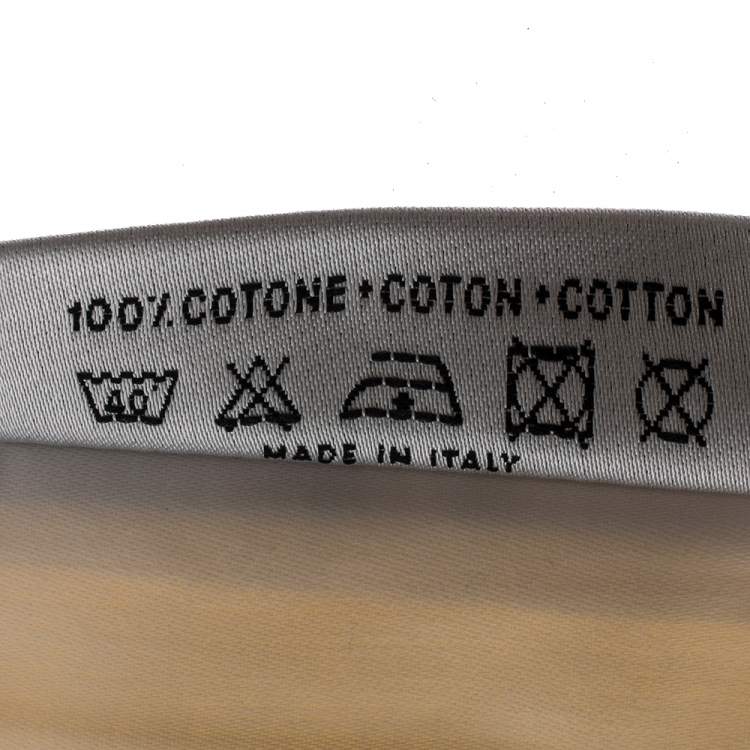 100% COTONE • COTON • COTTON
40
MADE IN ITALY